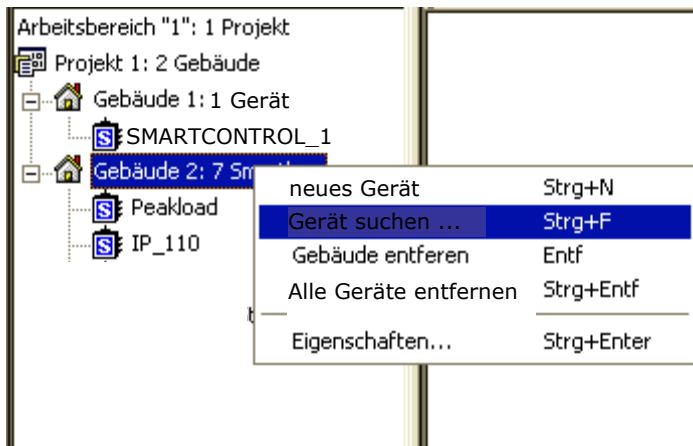 Arbeitsbereich "1": 1 Projekt
Projekt 1: 2 Gebäude
Gebäude 1: 1 Gerät
SMARTCONTROL_1
Gebäude 2: 7
Peakload
IP_110
neues Gerät Strg+N
Gerät suchen ... Strg+F
Gebäude entferen Entf
Alle Geräte entfernen Strg+Entf
Eigenschaften... Strg+Enter